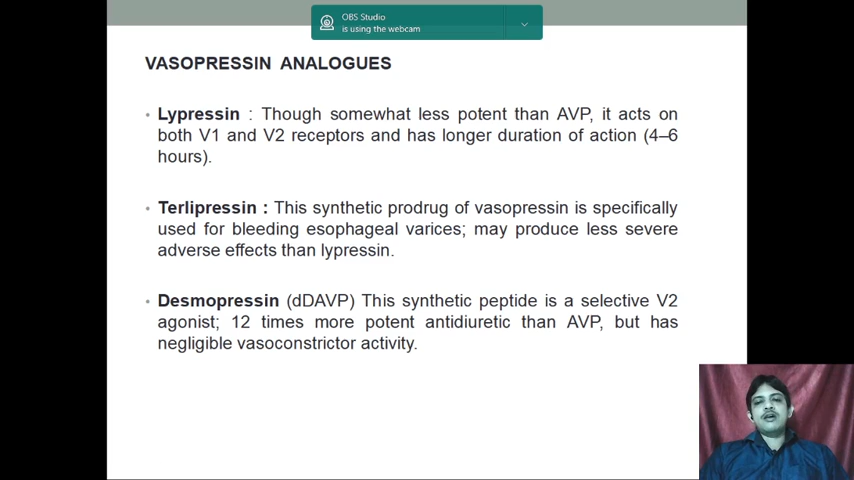 OBS Studio
is using the webcam
VASOPRESSIN ANALOGUES
• Lypressin : Though somewhat less potent than AVP, it acts on
both V1 and V2 receptors and has longer duration of action (4–6
hours).
• Terlipressin : This synthetic prodrug of vasopressin is specifically
used for bleeding esophageal varices; may produce less severe
adverse effects than lypressin.
• Desmopressin (dDAVP) This synthetic peptide is a selective V2
agonist; 12 times more potent antidiuretic than AVP, but has
negligible vasoconstrictor activity.